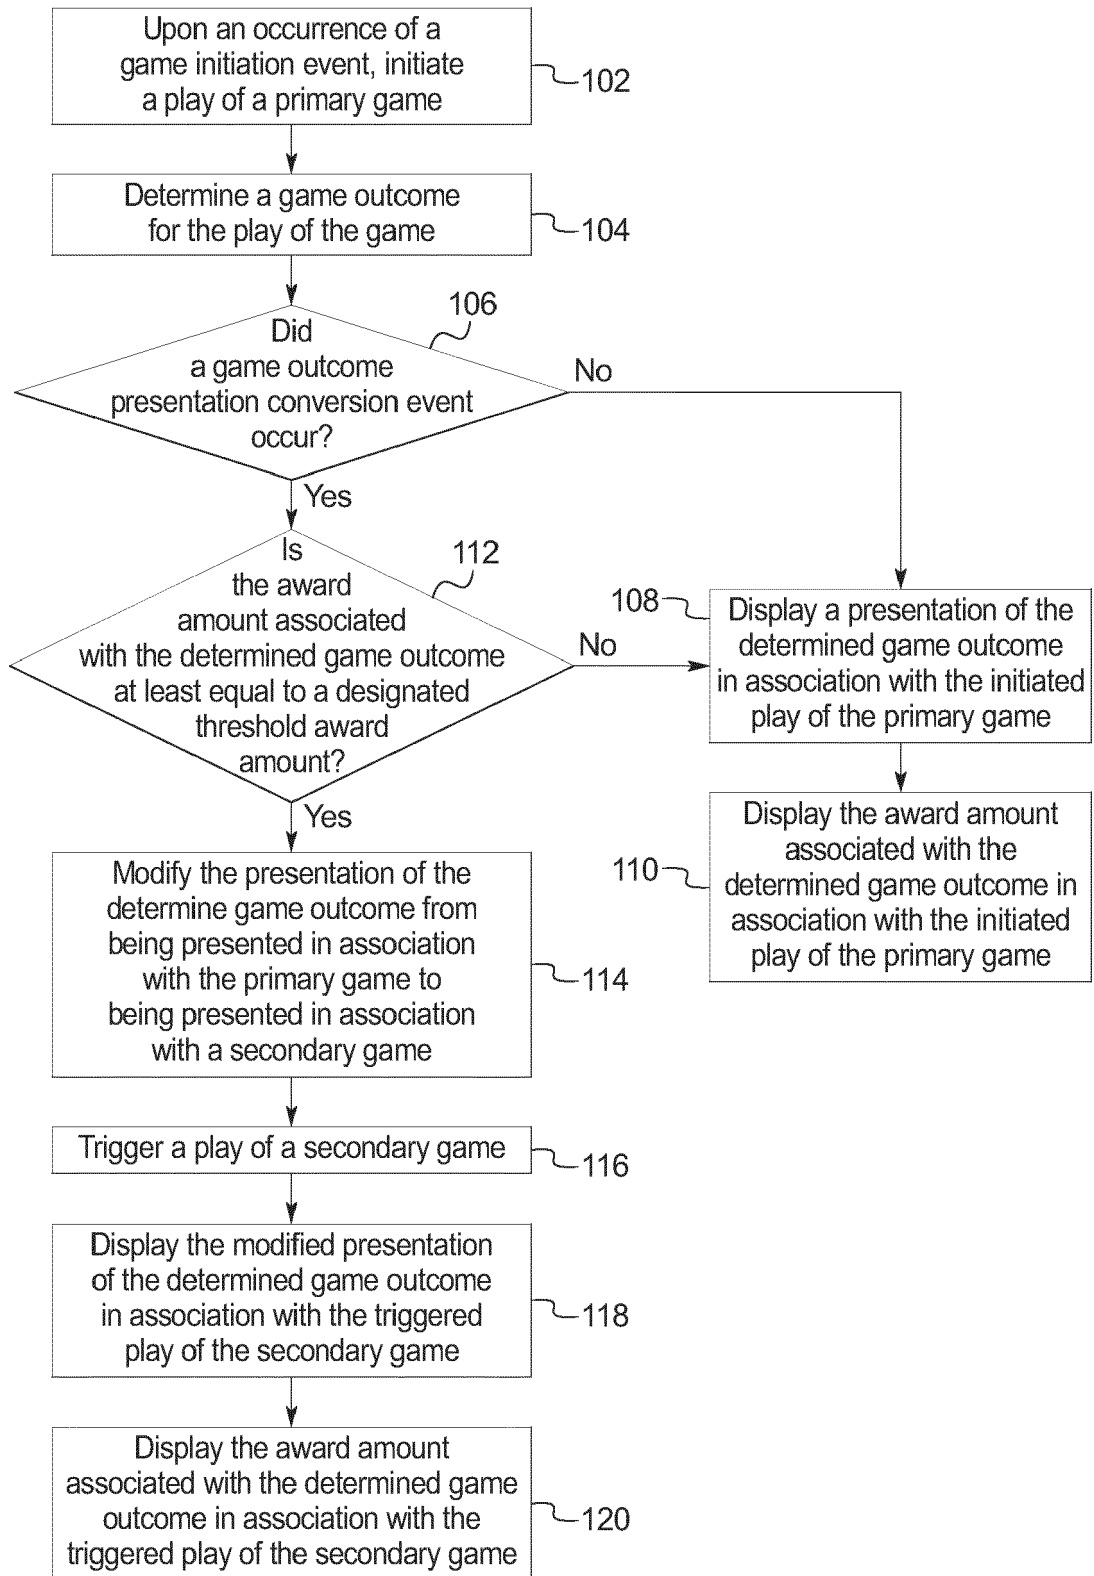 Upon an occurrence of a
game initiation event, initiate
a play of a primary game
102
Determine a game outcome
for the play of the game
104
106
Did
a game outcome
presentation conversion event
occur?
No
Yes
112
Is
the award
amount associated
with the determined game outcome
at least equal to a designated
threshold award
amount?
No
Yes
108
Display a presentation of the
determined game outcome
in association with the initiated
play of the primary game
110
Display the award amount
associated with the
determined game outcome in
association with the initiated
play of the primary game
Modify the presentation of the
determine game outcome from
being presented in association
with the primary game to
being presented in association
with a secondary game
114
Trigger a play of a secondary game
116
Display the modified presentation
of the determined game outcome
in association with the triggered
play of the secondary game
118
Display the award amount
associated with the determined game
outcome in association with the
triggered play of the secondary game
120